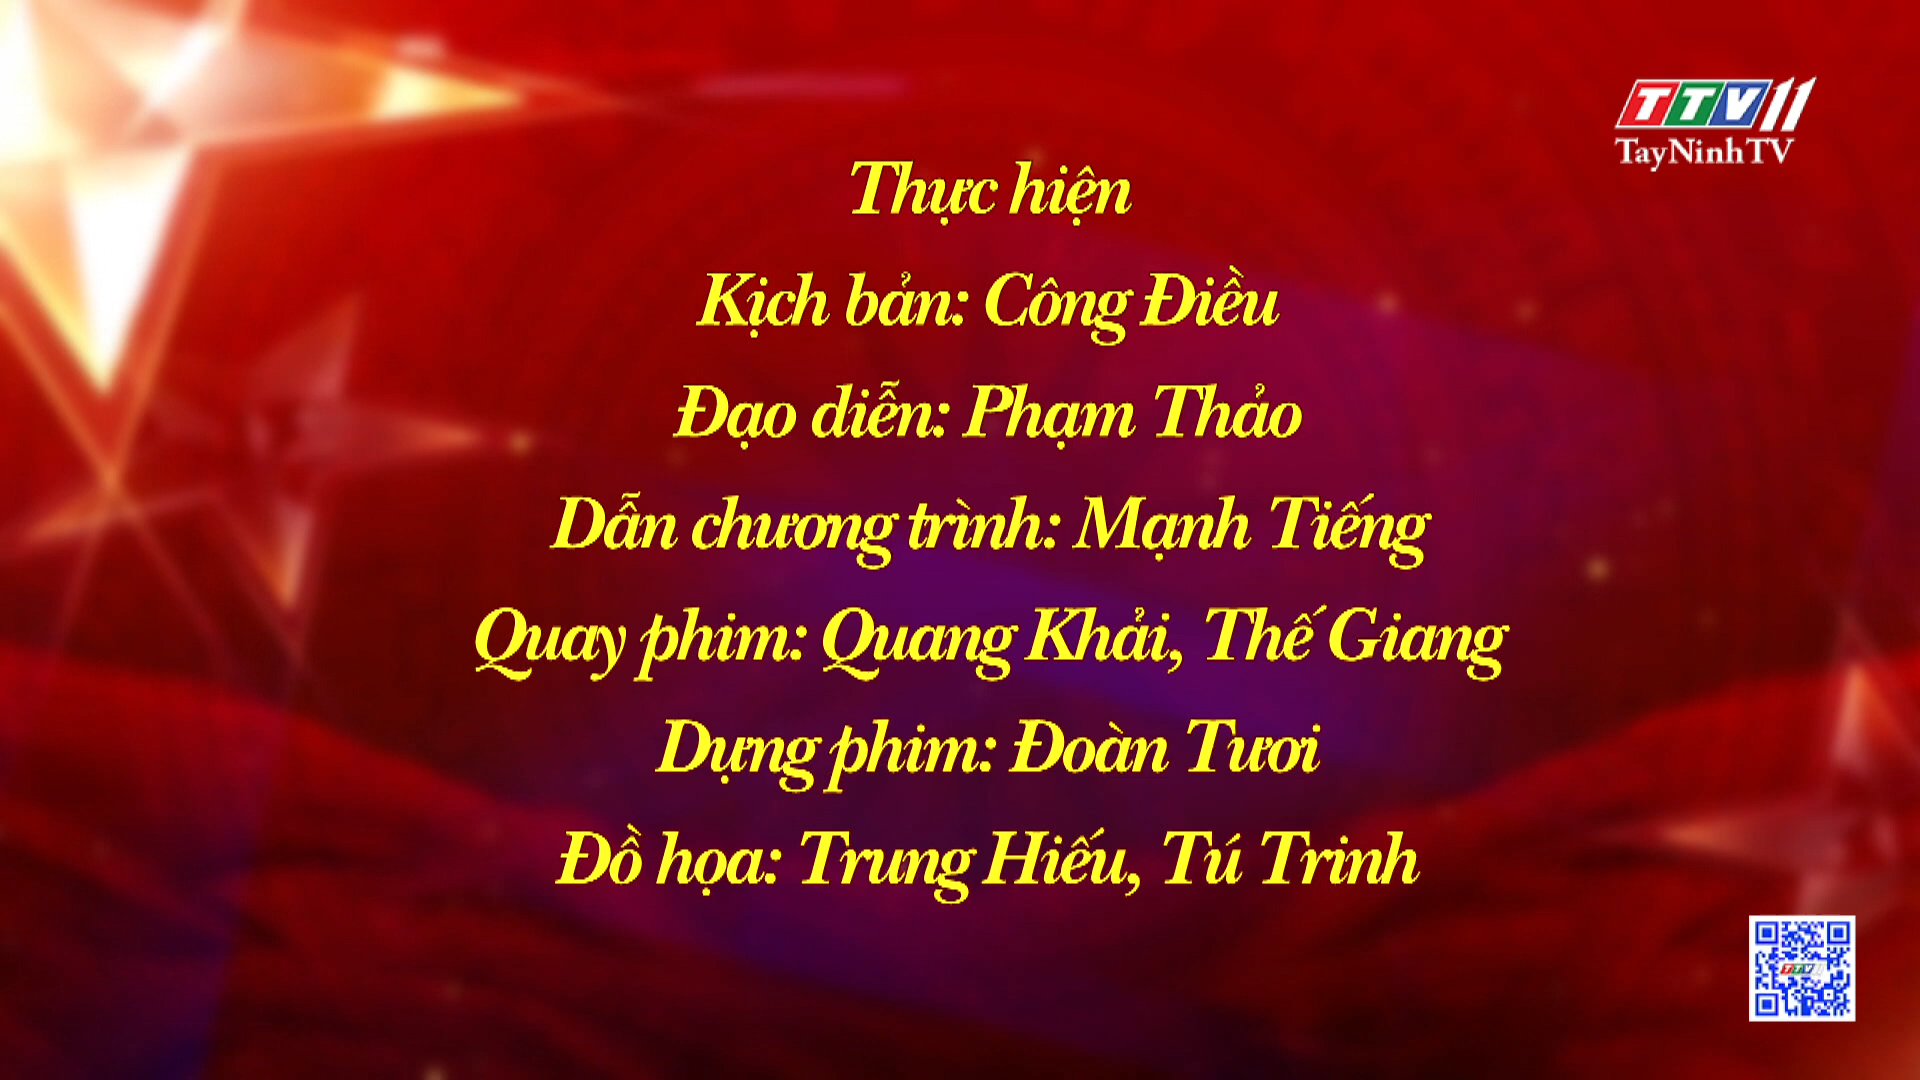 TTV11
TayNinhTV
Thực hiện
Kịch bản: Công Điều
Đạo diễn: Phạm Thảo
Dẫn chương trình: Mạnh Tiếng
Quay phim: Quang Khải, Thế Giang
Dựng phim: Đoàn Tươi
Đồ họa: Trung Hiếu, Tú Trinh
TTV11